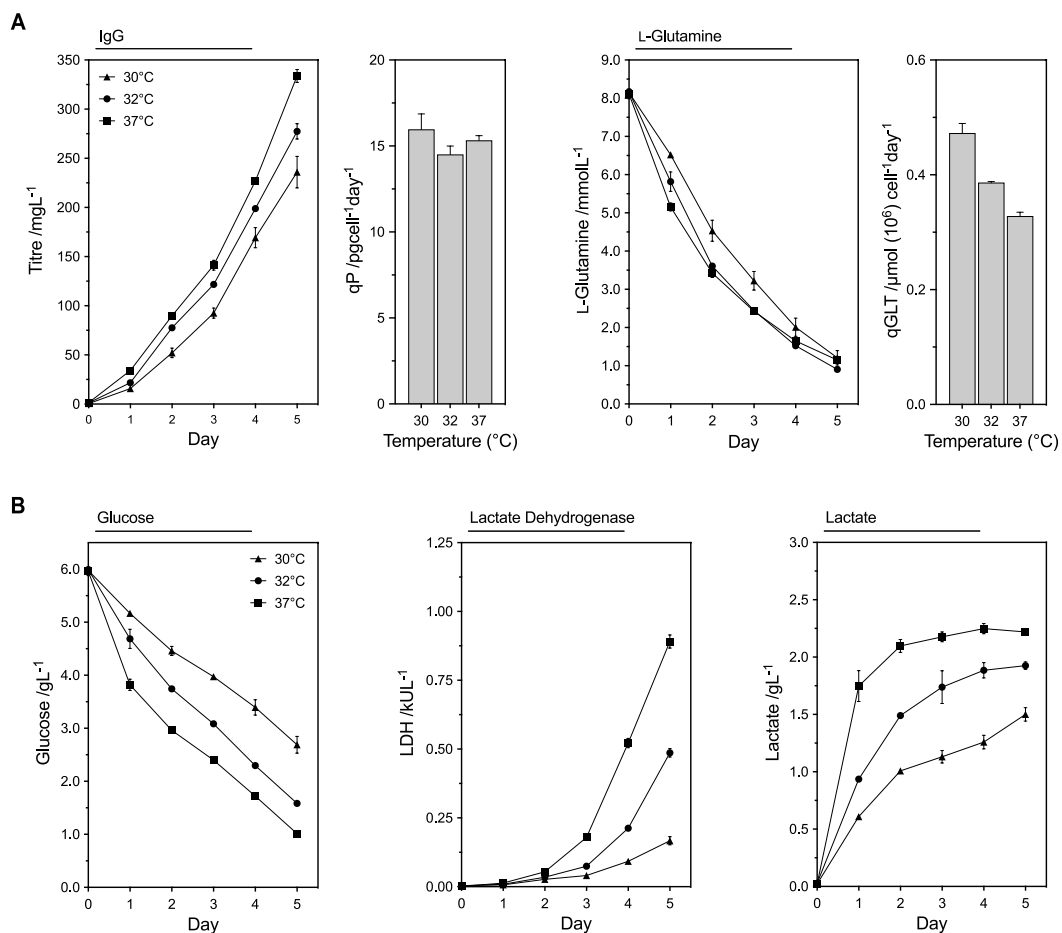 A
IgG
30°C
32°C
37°C
Titre /mgL⁻¹
350
300
250
200
150
100
50
0
0 1 2 3 4 5
Day
qP /pgcell⁻¹day⁻¹
20
15
10
5
0
30 32 37
Temperature (°C)
L-Glutamine
L-Glutamine /mmolL⁻¹
9.0
8.0
7.0
6.0
5.0
4.0
3.0
2.0
1.0
0.0
0 1 2 3 4 5
Day
qGLT /μmol (10⁶) cell⁻¹day⁻¹
0.6
0.4
0.2
0.0
30 32 37
Temperature (°C)
B
Glucose
30°C
32°C
37°C
Glucose /gL⁻¹
6.0
5.0
4.0
3.0
2.0
1.0
0.0
0 1 2 3 4 5
Day
Lactate Dehydrogenase
LDH /kUL⁻¹
1.25
1.00
0.75
0.50
0.25
0.00
0 1 2 3 4 5
Day
Lactate
Lactate /gL⁻¹
3.0
2.5
2.0
1.5
1.0
0.5
0.0
0 1 2 3 4 5
Day